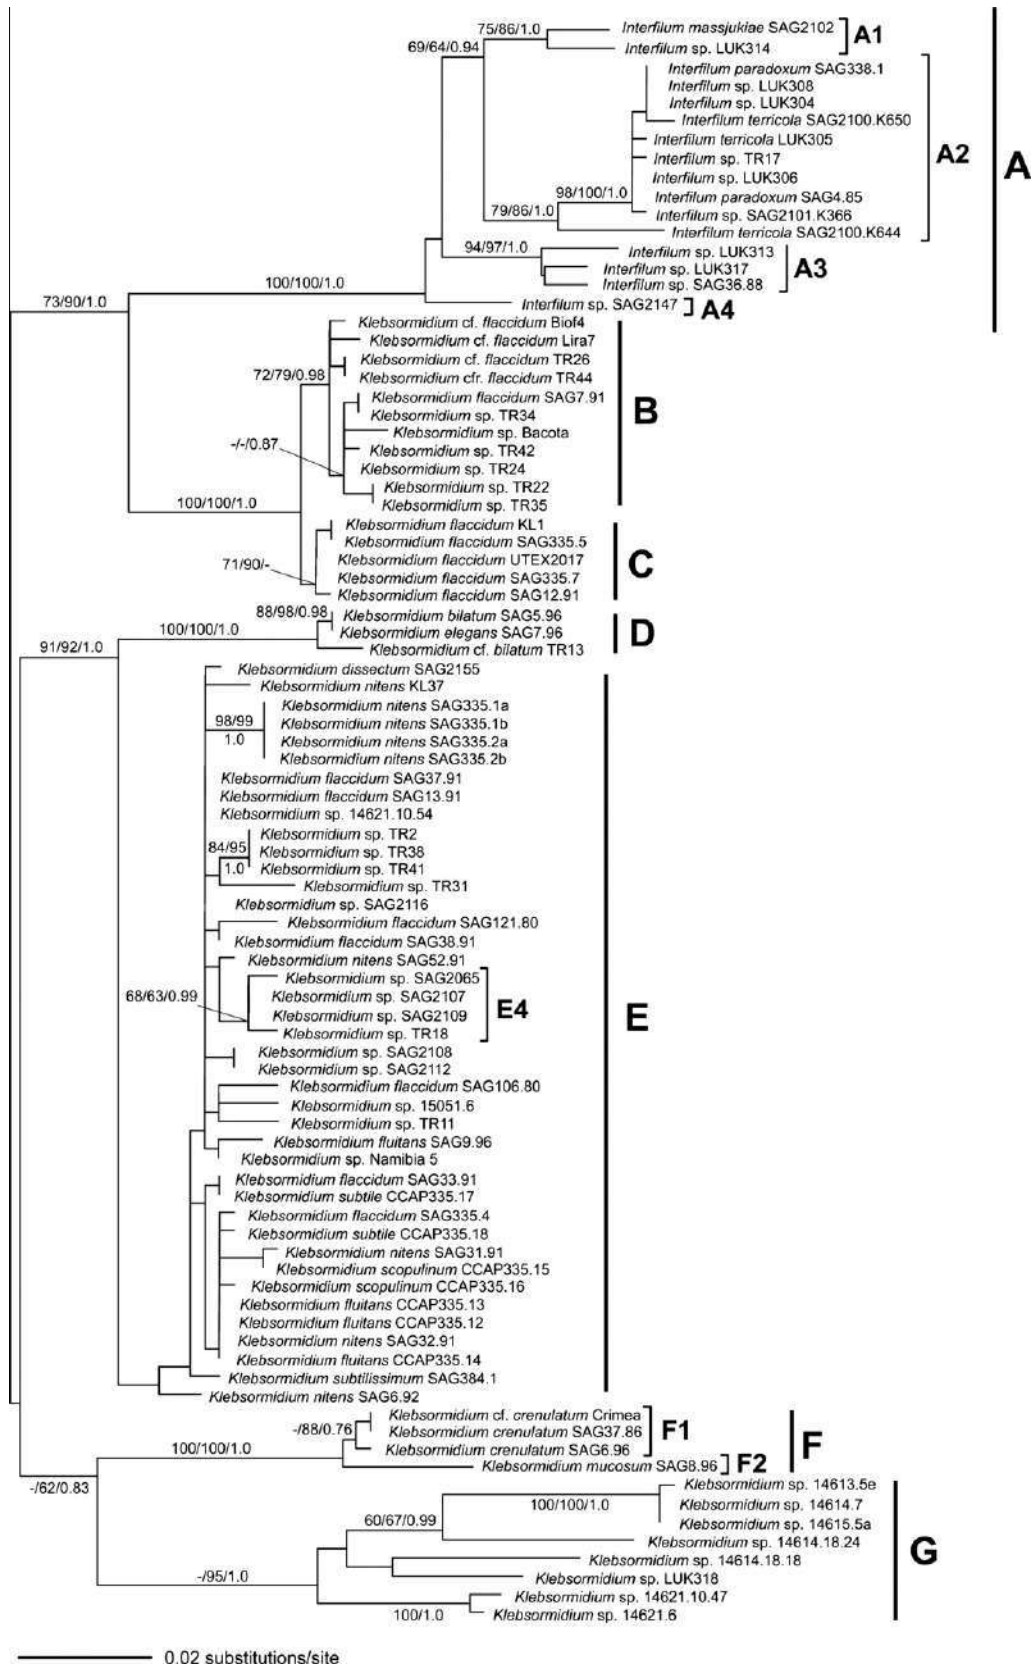 75/86/1.0
Interfilum massjukiae SAG2102
A1
69/64/0.94
Interfilum sp. LUK314
Interfilum paradoxum SAG338.1
Interfilum sp. LUK308
Interfilum sp. LUK304
Interfilum terricola SAG2100.K650
Interfilum terricola LUK305
A2
A
Interfilum sp. TR17
98/100/1.0
Interfilum sp. LUK306
Interfilum paradoxum SAG4.85
79/86/1.0
Interfilum sp. SAG2101.K366
Interfilum terricola SAG2100.K644
94/97/1.0
Interfilum sp. LUK313
Interfilum sp. LUK317
A3
100/100/1.0
Interfilum sp. SAG36.88
73/90/1.0
Interfilum sp. SAG2147
A4
Klebsormidium cf. flaccidum Biof4
Klebsormidium cf. flaccidum Lira7
Klebsormidium cf. flaccidum TR26
72/79/0.98
Klebsormidium cfr. flaccidum TR44
Klebsormidium flaccidum SAG7.91
B
Klebsormidium sp. TR34
Klebsormidium sp. Bacota
-/-/0.87
Klebsormidium sp. TR42
Klebsormidium sp. TR24
Klebsormidium sp. TR22
100/100/1.0
Klebsormidium sp. TR35
Klebsormidium flaccidum KL1
Klebsormidium flaccidum SAG335.5
71/90/-
Klebsormidium flaccidum UTEX2017
C
Klebsormidium flaccidum SAG335.7
Klebsormidium flaccidum SAG12.91
88/98/0.98
Klebsormidium bilatum SAG5.96
100/100/1.0
Klebsormidium elegans SAG7.96
D
91/92/1.0
Klebsormidium cf. bilatum TR13
Klebsormidium dissectum SAG2155
Klebsormidium nitens KL37
Klebsormidium nitens SAG335.1a
98/99
1.0
Klebsormidium nitens SAG335.1b
Klebsormidium nitens SAG335.2a
Klebsormidium nitens SAG335.2b
Klebsormidium flaccidum SAG37.91
Klebsormidium flaccidum SAG13.91
Klebsormidium sp. 14621.10.54
Klebsormidium sp. TR2
84/95
1.0
Klebsormidium sp. TR38
Klebsormidium sp. TR41
Klebsormidium sp. TR31
Klebsormidium sp. SAG2116
Klebsormidium flaccidum SAG121.80
Klebsormidium flaccidum SAG38.91
Klebsormidium nitens SAG52.91
68/63/0.99
Klebsormidium sp. SAG2065
Klebsormidium sp. SAG2107
E4
E
Klebsormidium sp. SAG2109
Klebsormidium sp. TR18
Klebsormidium sp. SAG2108
Klebsormidium sp. SAG2112
Klebsormidium flaccidum SAG106.80
Klebsormidium sp. 15051.6
Klebsormidium sp. TR11
Klebsormidium fluitans SAG9.96
Klebsormidium sp. Namibia 5
Klebsormidium flaccidum SAG33.91
Klebsormidium subtile CCAP335.17
Klebsormidium flaccidum SAG335.4
Klebsormidium subtile CCAP335.18
Klebsormidium nitens SAG31.91
Klebsormidium scopulinum CCAP335.15
Klebsormidium scopulinum CCAP335.16
Klebsormidium fluitans CCAP335.13
Klebsormidium fluitans CCAP335.12
Klebsormidium nitens SAG32.91
Klebsormidium fluitans CCAP335.14
Klebsormidium subtilissimum SAG384.1
Klebsormidium nitens SAG6.92
-/88/0.76
Klebsormidium cf. crenulatum Crimea
Klebsormidium crenulatum SAG37.86
F1
F
100/100/1.0
Klebsormidium crenulatum SAG6.96
Klebsormidium mucosum SAG8.96
F2
-/62/0.83
Klebsormidium sp. 14613.5e
100/100/1.0
Klebsormidium sp. 14614.7
60/67/0.99
Klebsormidium sp. 14615.5a
Klebsormidium sp. 14614.18.24
G
Klebsormidium sp. 14614.18.18
-/95/1.0
Klebsormidium sp. LUK318
Klebsormidium sp. 14621.10.47
100/1.0
Klebsormidium sp. 14621.6
0.02 substitutions/site